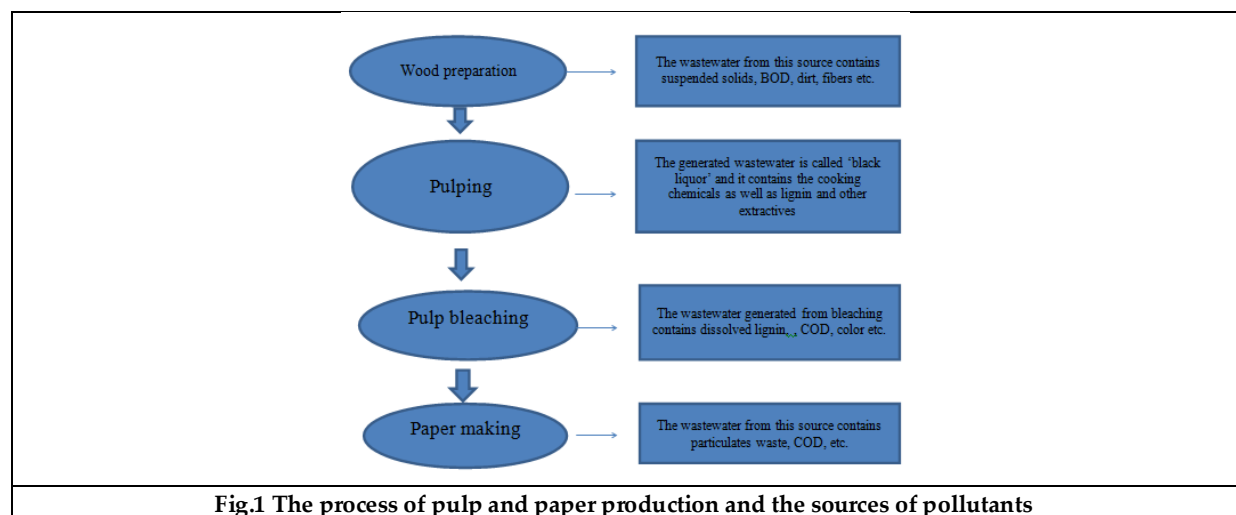 Wood preparation
The wastewater from this source contains
suspended solids, BOD, dirt, fibers etc.
Pulping
The generated wastewater is called ‘black
liquor’ and it contains the cooking
chemicals as well as lignin and other
extractives
Pulp bleaching
The wastewater generated from bleaching
contains dissolved lignin, , COD, color etc.
Paper making
The wastewater from this source contains
particulates waste, COD, etc.
Fig.1 The process of pulp and paper production and the sources of pollutants